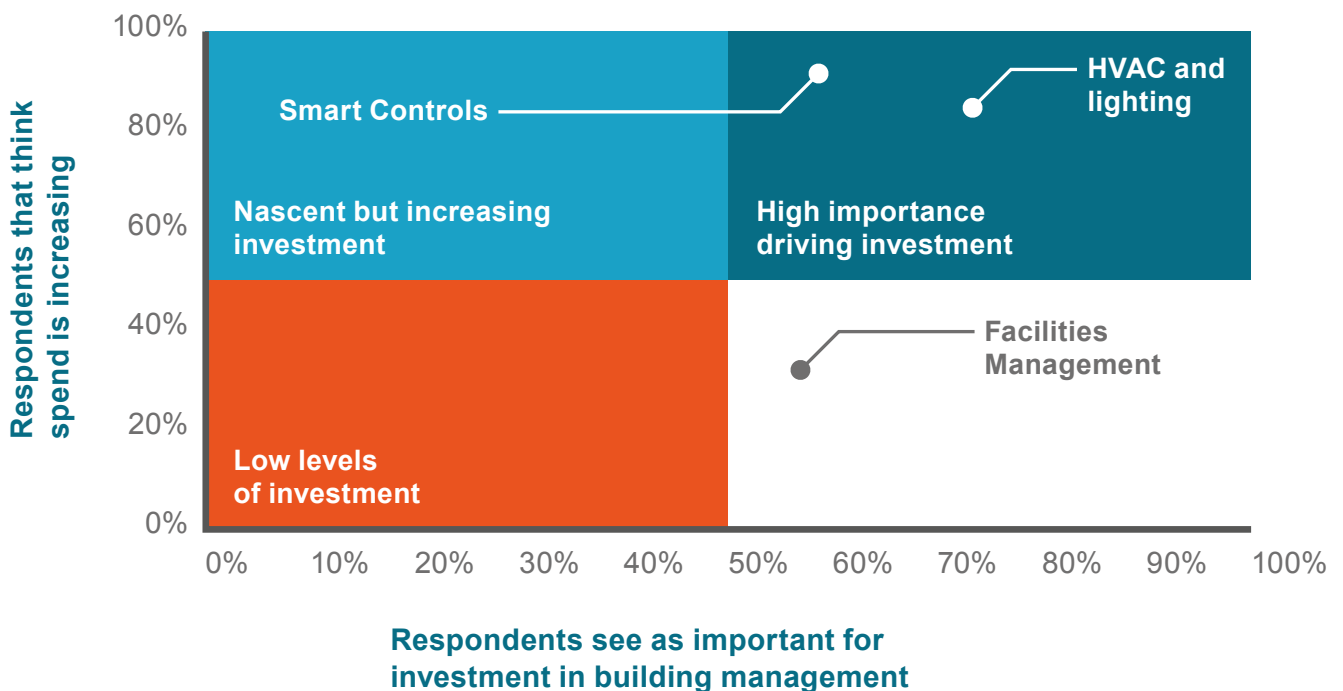 Respondents that think
spend is increasing
100%
80%
60%
40%
20%
0%
Smart Controls
HVAC and
lighting
Nascent but increasing
investment
High importance
driving investment
Facilities
Management
Low levels
of investment
0% 10% 20% 30% 40% 50% 60% 70% 80% 90% 100%
Respondents see as important for
investment in building management